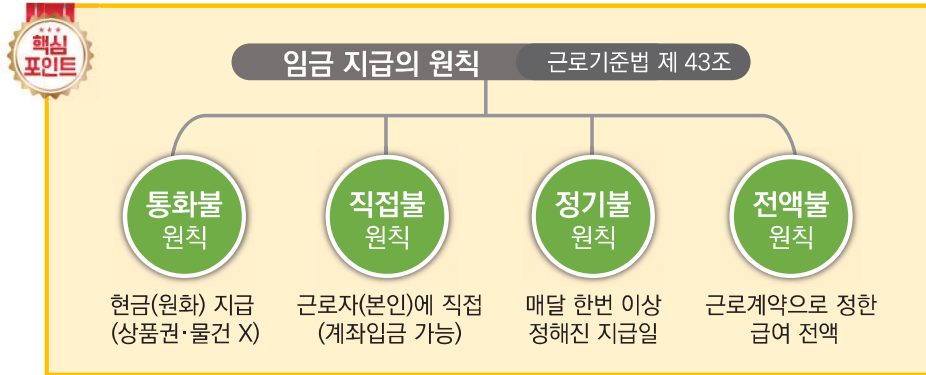 핵심
포인트
임금 지급의 원칙 근로기준법 제 43조
통화불
원칙
직접불
원칙
정기불
원칙
전액불
원칙
현금(원화) 지급
(상품권·물건 X)
근로자(본인)에 직접
(계좌입금 가능)
매달 한번 이상
정해진 지급일
근로계약으로 정한
급여 전액